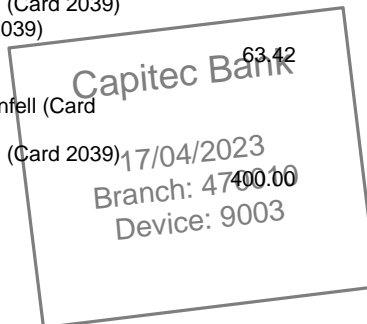 (Card 2039)
039)
63.42
Capitec Bank
nfell (Card
(Card 2039)
17/04/2023
400.00
Branch: 470010
Device: 9003